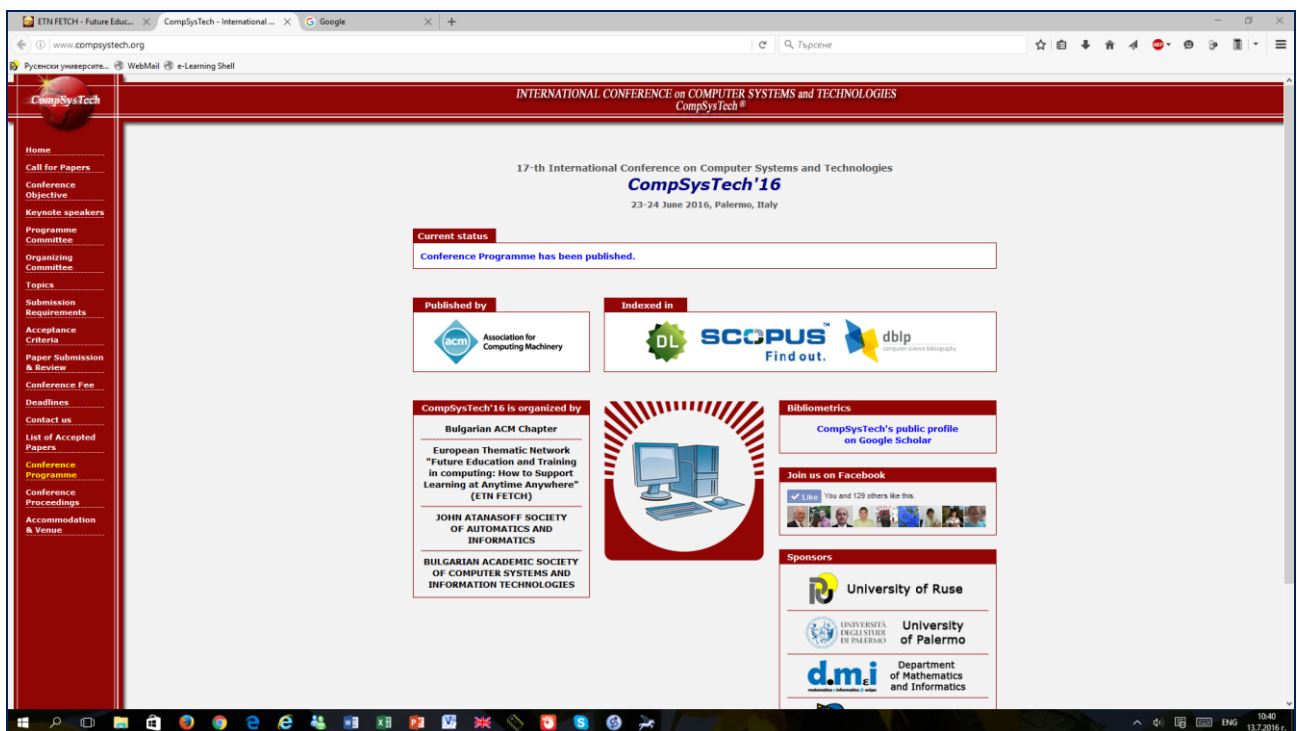 ETN FETCH - Future Educ...
CompSysTech - International ...
Google
www.compsystech.org
Търсене
Русенски университе...
WebMail
e-Learning Shell
CompSysTech
INTERNATIONAL CONFERENCE on COMPUTER SYSTEMS and TECHNOLOGIES
CompSysTech ®
Home
Call for Papers
Conference
Objective
Keynote speakers
Programme
Committee
Organizing
Committee
Topics
Submission
Requirements
Acceptance
Criteria
Paper Submission
& Review
Conference Fee
Deadlines
Contact us
List of Accepted
Papers
Conference
Programme
Conference
Proceedings
Accommodation
& Venue
17-th International Conference on Computer Systems and Technologies
CompSysTech'16
23-24 June 2016, Palermo, Italy
Current status
Conference Programme has been published.
Published by
acm
Association for
Computing Machinery
Indexed in
DL
SCOPUS™
Find out.
dblp
computer science bibliography
CompSysTech'16 is organized by
Bulgarian ACM Chapter
European Thematic Network
"Future Education and Training
in computing: How to Support
Learning at Anytime Anywhere"
(ETN FETCH)
JOHN ATANASOFF SOCIETY
OF AUTOMATICS AND
INFORMATICS
BULGARIAN ACADEMIC SOCIETY
OF COMPUTER SYSTEMS AND
INFORMATION TECHNOLOGIES
Bibliometrics
CompSysTech's public profile
on Google Scholar
Join us on Facebook
Like
You and 129 others like this.
Sponsors
University of Ruse
UNIVERSITÀ
DEGLI STUDI
DI PALERMO
University
of Palermo
d.m.i
Department
of Mathematics
and Informatics
ENG
10:40
13.7.2016 г.